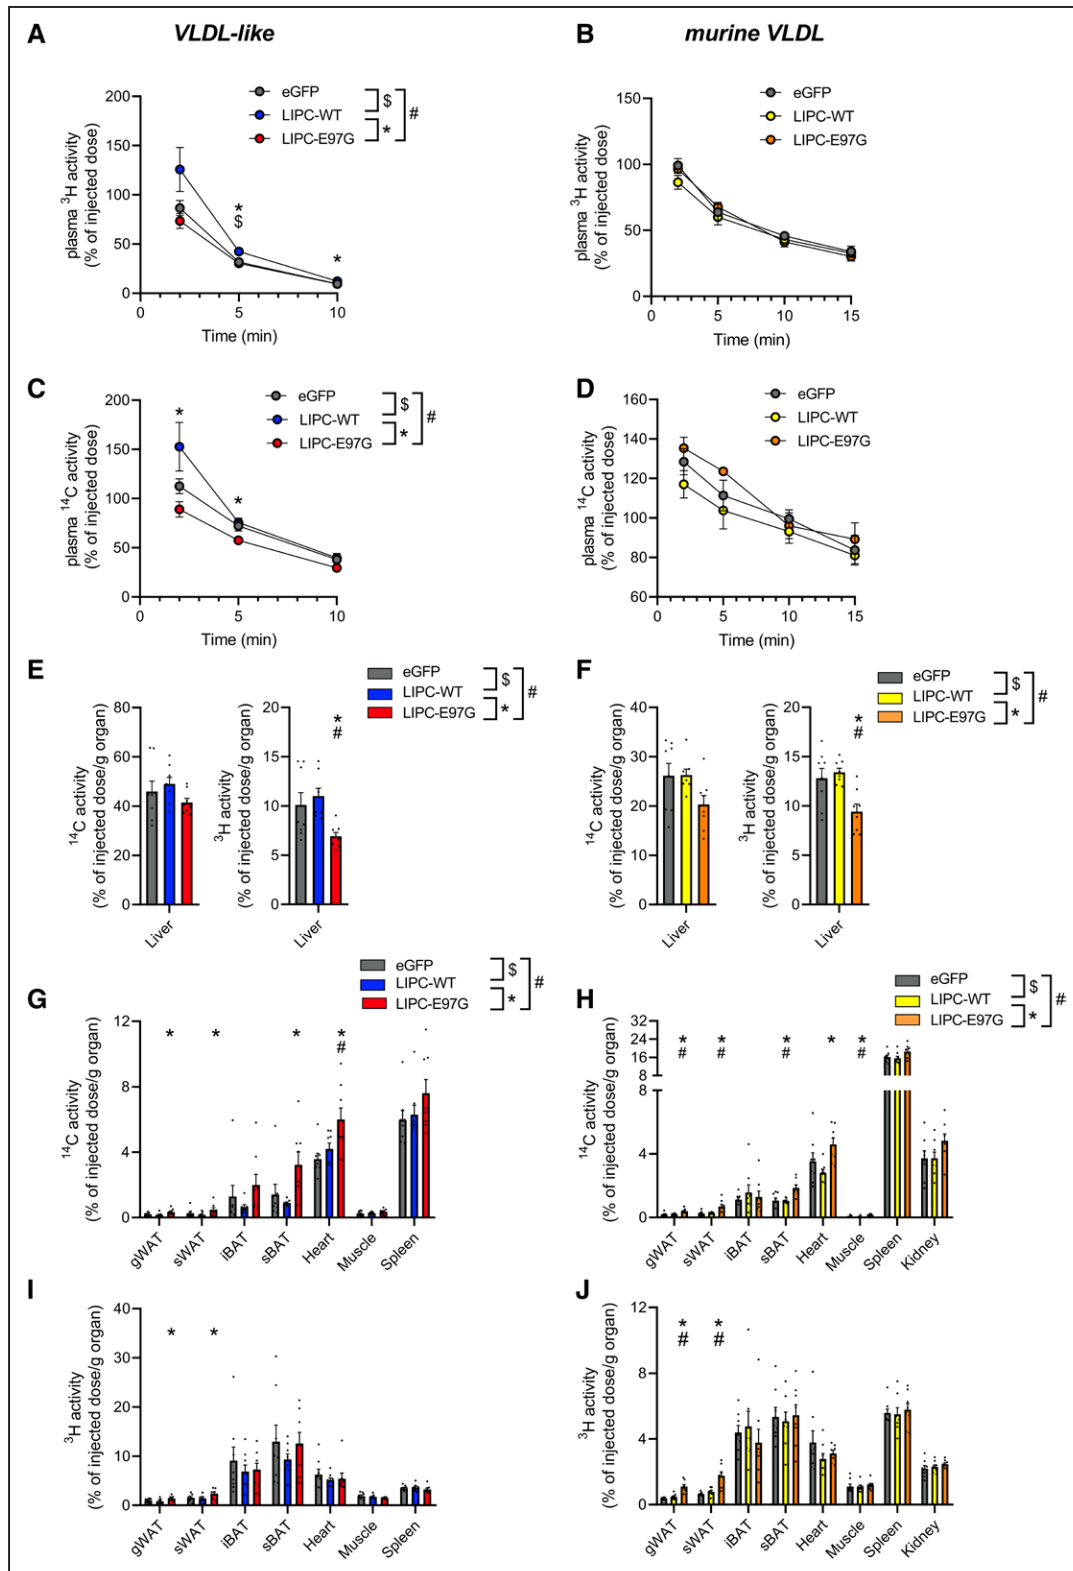 A VLDL-like
B murine VLDL
eGFP $ #
LIPC-WT *
LIPC-E97G
plasma ³H activity
(% of injected dose)
200
150
100
50
0
* $
*
0 5 10
Time (min)
eGFP
LIPC-WT
LIPC-E97G
plasma ³H activity
(% of injected dose)
150
100
50
0
0 5 10 15
Time (min)
C
eGFP $ #
LIPC-WT *
LIPC-E97G
plasma ¹⁴C activity
(% of injected dose)
200
150
100
50
0
* *
0 5 10
Time (min)
D
eGFP
LIPC-WT
LIPC-E97G
plasma ¹⁴C activity
(% of injected dose)
160
140
120
100
80
60
0 5 10 15
Time (min)
E
eGFP $ #
LIPC-WT *
LIPC-E97G
¹⁴C activity
(% of injected dose/g organ)
80
60
40
20
0
Liver
³H activity
(% of injected dose/g organ)
20
15
10
5
0
*
#
Liver
F
eGFP $ #
LIPC-WT *
LIPC-E97G
¹⁴C activity
(% of injected dose/g organ)
40
30
20
10
0
Liver
³H activity
(% of injected dose/g organ)
20
15
10
5
0
*
#
Liver
G
eGFP $ #
LIPC-WT *
LIPC-E97G
¹⁴C activity
(% of injected dose/g organ)
12
8
4
0
* * * *
#
gWAT sWAT iBAT sBAT Heart Muscle Spleen
H
eGFP $ #
LIPC-WT *
LIPC-E97G
¹⁴C activity
(% of injected dose/g organ)
32
24
16
8
8
4
0
* * * * *
# # # #
gWAT sWAT iBAT sBAT Heart Muscle Spleen Kidney
I
³H activity
(% of injected dose/g organ)
40
30
20
10
0
* *
gWAT sWAT iBAT sBAT Heart Muscle Spleen
J
³H activity
(% of injected dose/g organ)
12
8
4
0
* *
# #
gWAT sWAT iBAT sBAT Heart Muscle Spleen Kidney